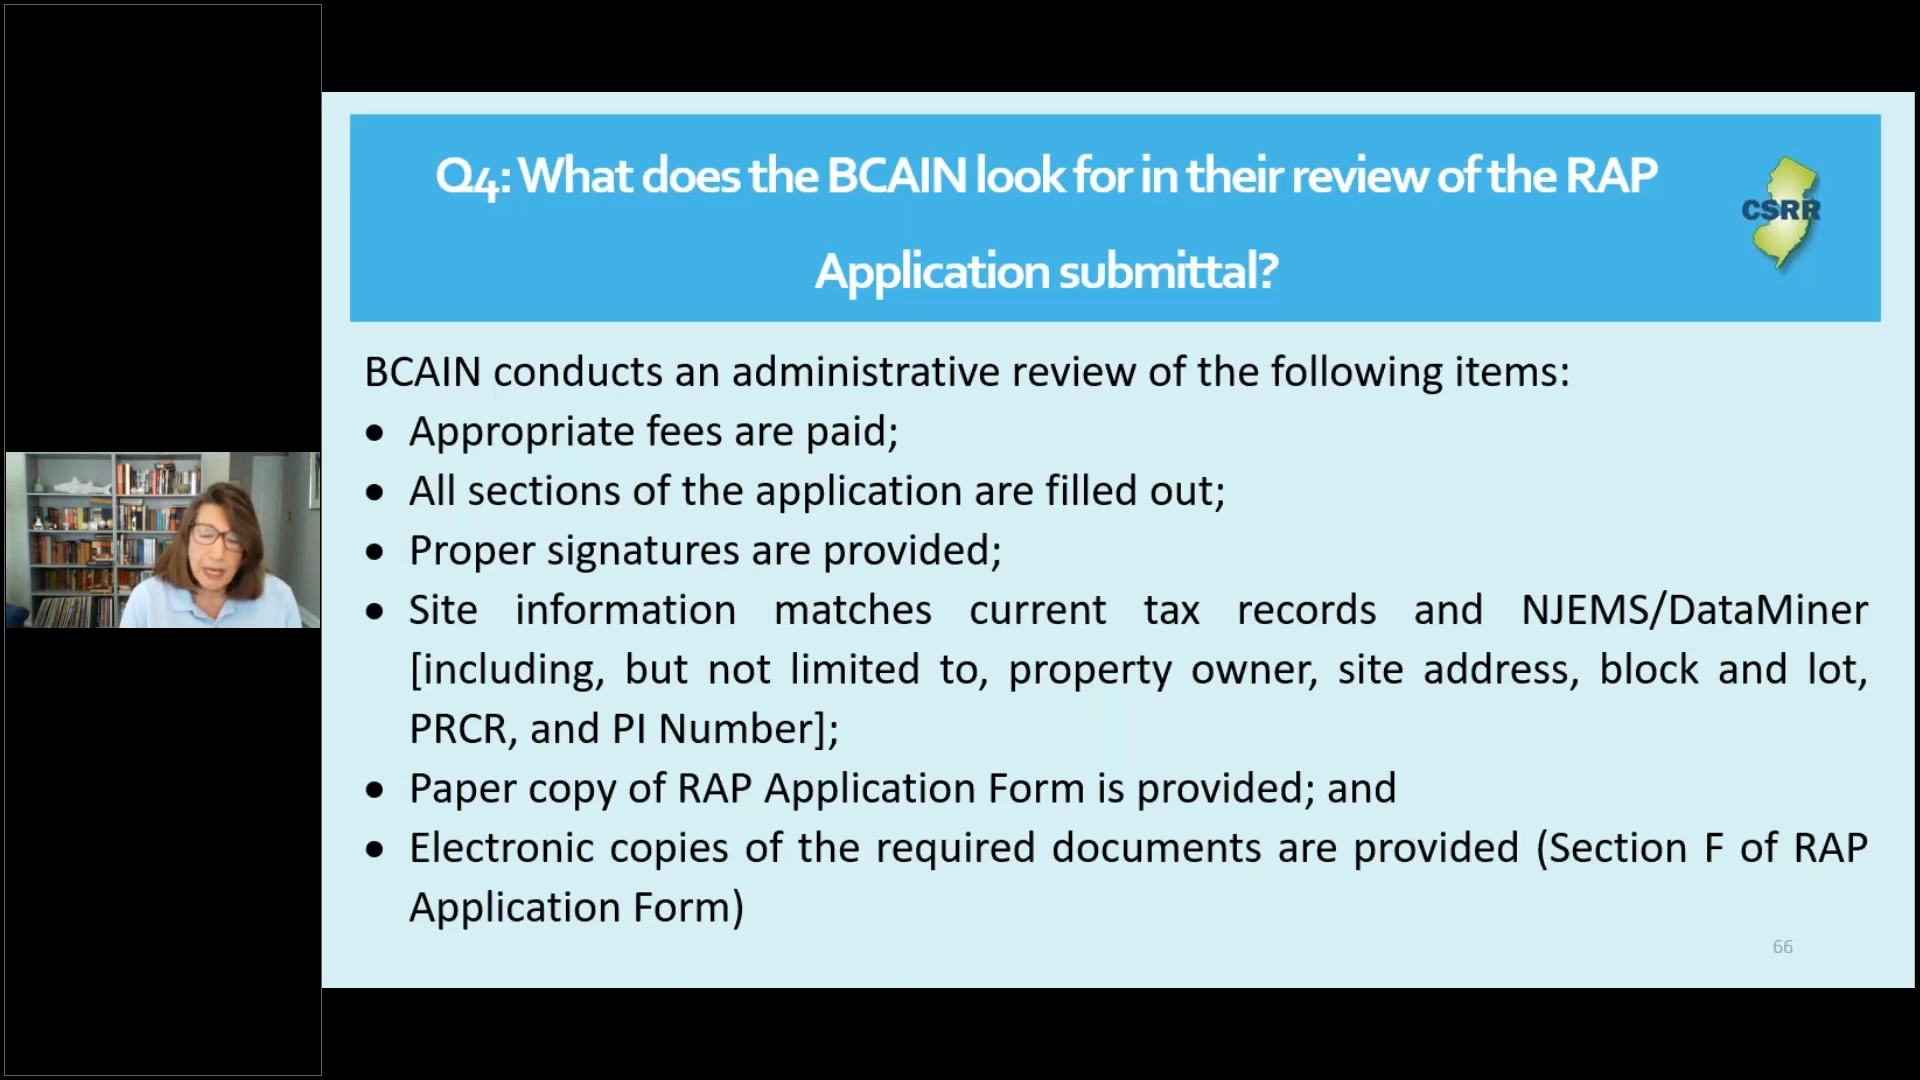 Q4: What does the BCAIN look for in their review of the RAP
Application submittal?
CSRR
BCAIN conducts an administrative review of the following items:
• Appropriate fees are paid;
• All sections of the application are filled out;
• Proper signatures are provided;
• Site information matches current tax records and NJEMS/DataMiner
[including, but not limited to, property owner, site address, block and lot,
PRCR, and PI Number];
• Paper copy of RAP Application Form is provided; and
• Electronic copies of the required documents are provided (Section F of RAP
Application Form)
66